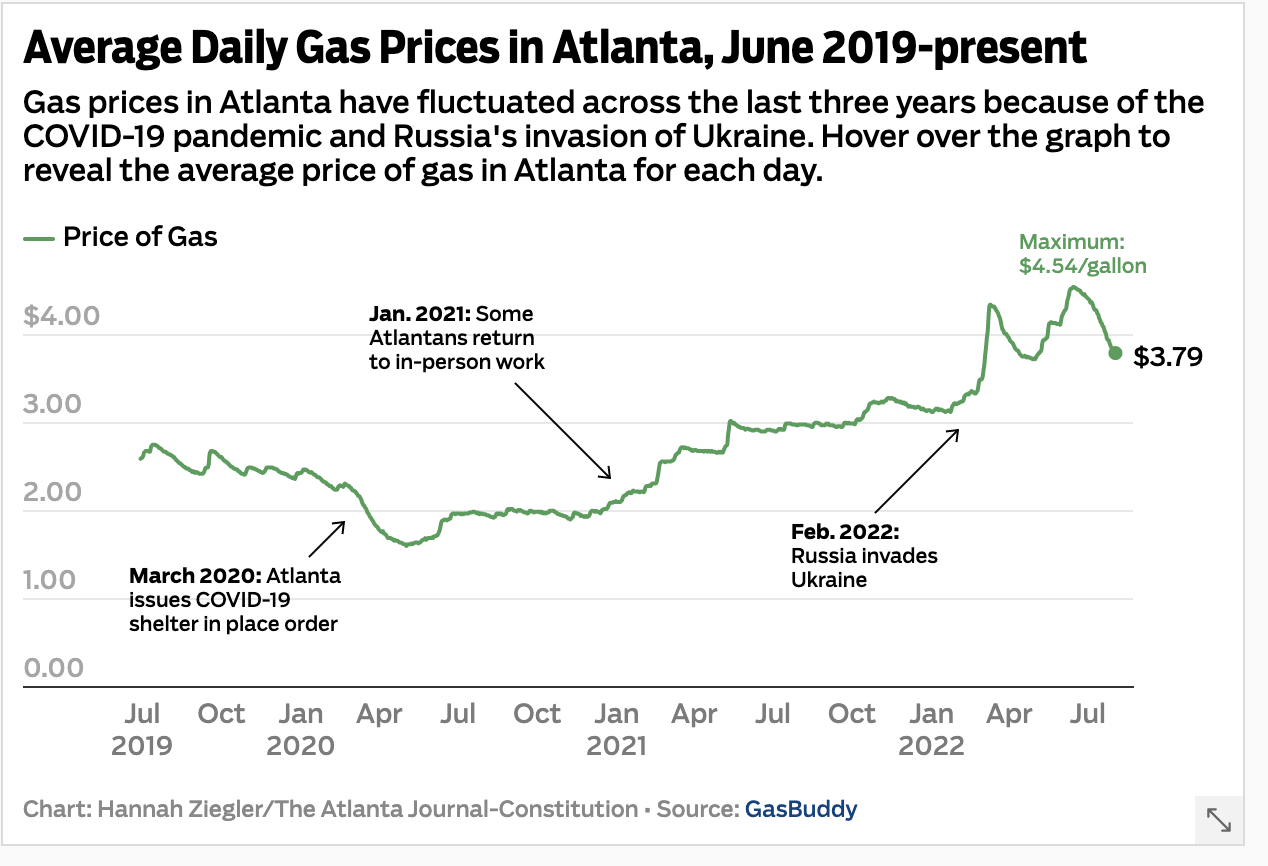 Average Daily Gas Prices in Atlanta, June 2019-present
Gas prices in Atlanta have fluctuated across the last three years because of the
COVID-19 pandemic and Russia's invasion of Ukraine. Hover over the graph to
reveal the average price of gas in Atlanta for each day.
Price of Gas
Maximum:
$4.54/gallon
$4.00
Jan. 2021: Some
Atlantans return
to in-person work
$3.79
3.00
2.00
Feb. 2022:
Russia invades
Ukraine
1.00
March 2020: Atlanta
issues COVID-19
shelter in place order
0.00
Jul Oct Jan Apr Jul Oct Jan Apr Jul Oct Jan Apr Jul
2019 2020 2021 2022
Chart: Hannah Ziegler/The Atlanta Journal-Constitution • Source: GasBuddy